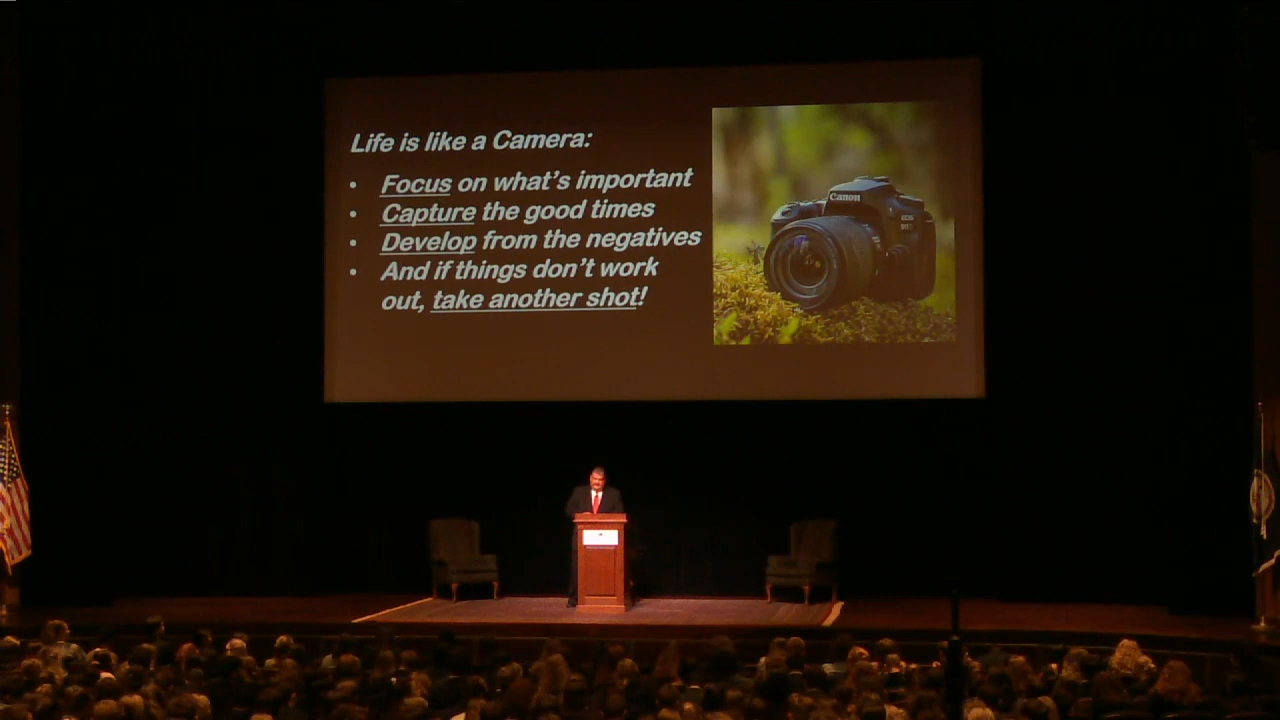 Life is like a Camera:
• Focus on what's important
• Capture the good times
• Develop from the negatives
• And if things don't work
out, take another shot!
Canon
EOS